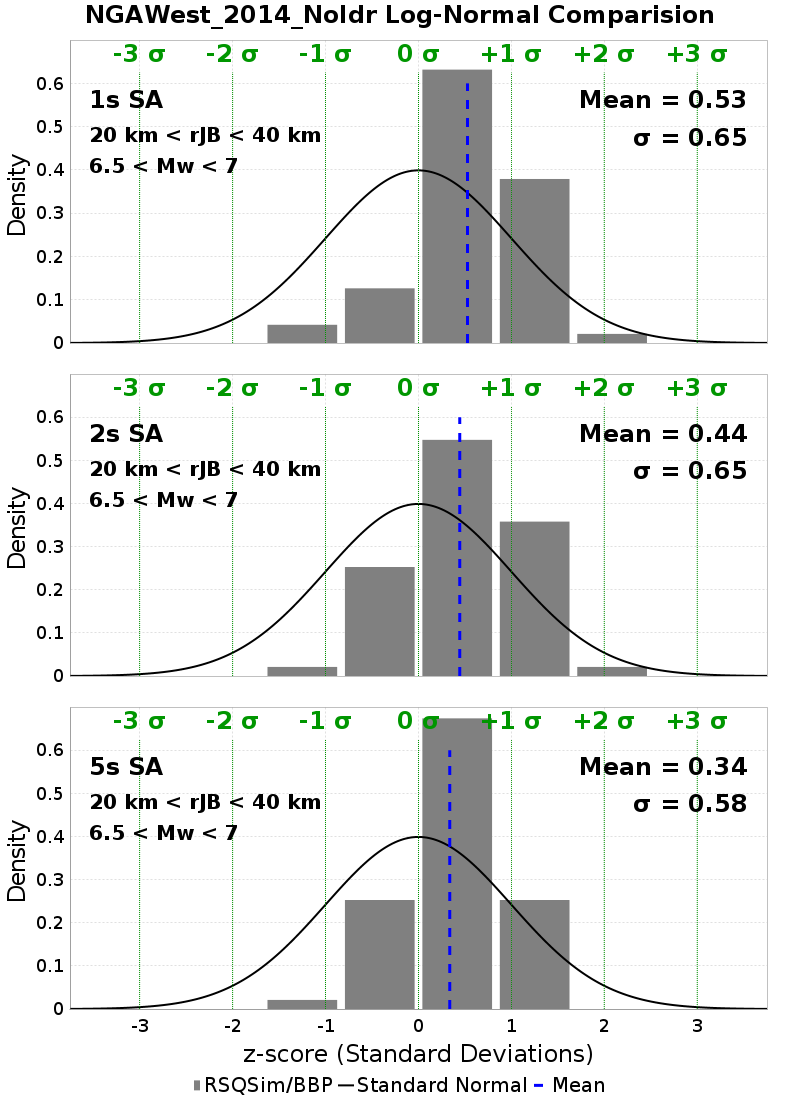 NGAWest_2014_NoIdr Log-Normal Comparision
-3 σ -2 σ -1 σ 0 σ +1 σ +2 σ +3 σ
1s SA
20 km < rJB < 40 km
6.5 < Mw < 7
Mean = 0.53
σ = 0.65
0.6
0.5
0.4
0.3
0.2
0.1
0
Density
-3 σ -2 σ -1 σ 0 σ +1 σ +2 σ +3 σ
2s SA
20 km < rJB < 40 km
6.5 < Mw < 7
Mean = 0.44
σ = 0.65
0.6
0.5
0.4
0.3
0.2
0.1
0
Density
-3 σ -2 σ -1 σ 0 σ +1 σ +2 σ +3 σ
5s SA
20 km < rJB < 40 km
6.5 < Mw < 7
Mean = 0.34
σ = 0.58
0.6
0.5
0.4
0.3
0.2
0.1
0
Density
-3 -2 -1 0 1 2 3
z-score (Standard Deviations)
RSQSim/BBP Standard Normal Mean